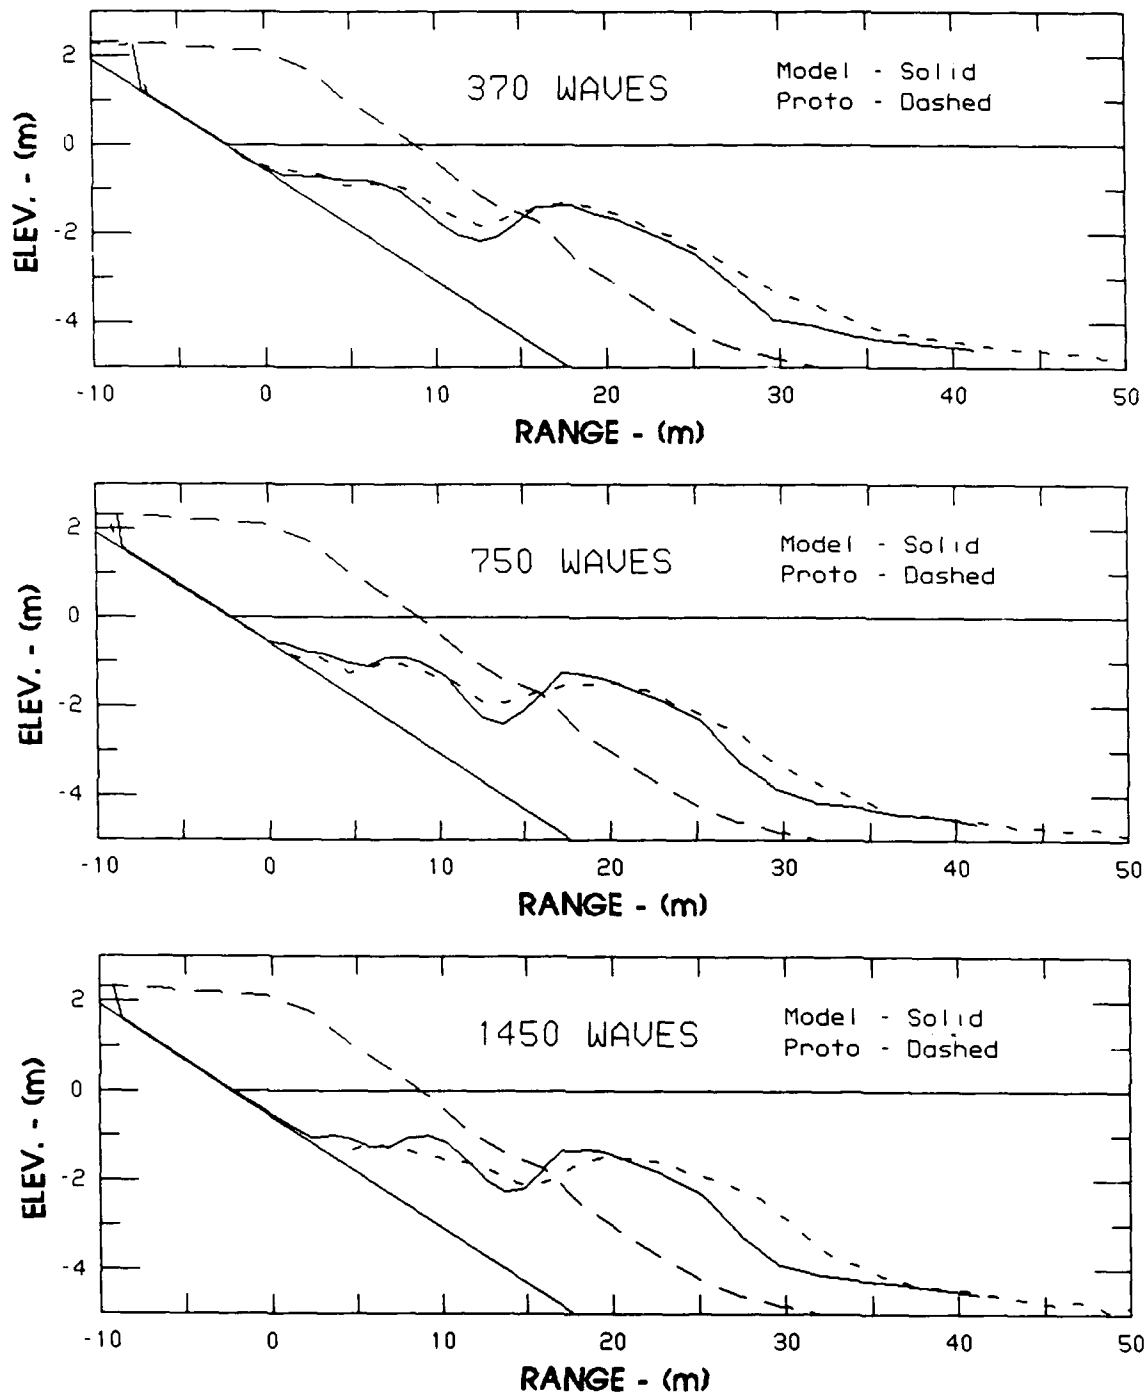 370 WAVES
Model - Solid
Proto - Dashed
ELEV. - (m)
2
0
-2
-4
-10 0 10 20 30 40 50
RANGE - (m)
750 WAVES
Model - Solid
Proto - Dashed
ELEV. - (m)
2
0
-2
-4
-10 0 10 20 30 40 50
RANGE - (m)
1450 WAVES
Model - Solid
Proto - Dashed
ELEV. - (m)
2
0
-2
-4
-10 0 10 20 30 40 50
RANGE - (m)